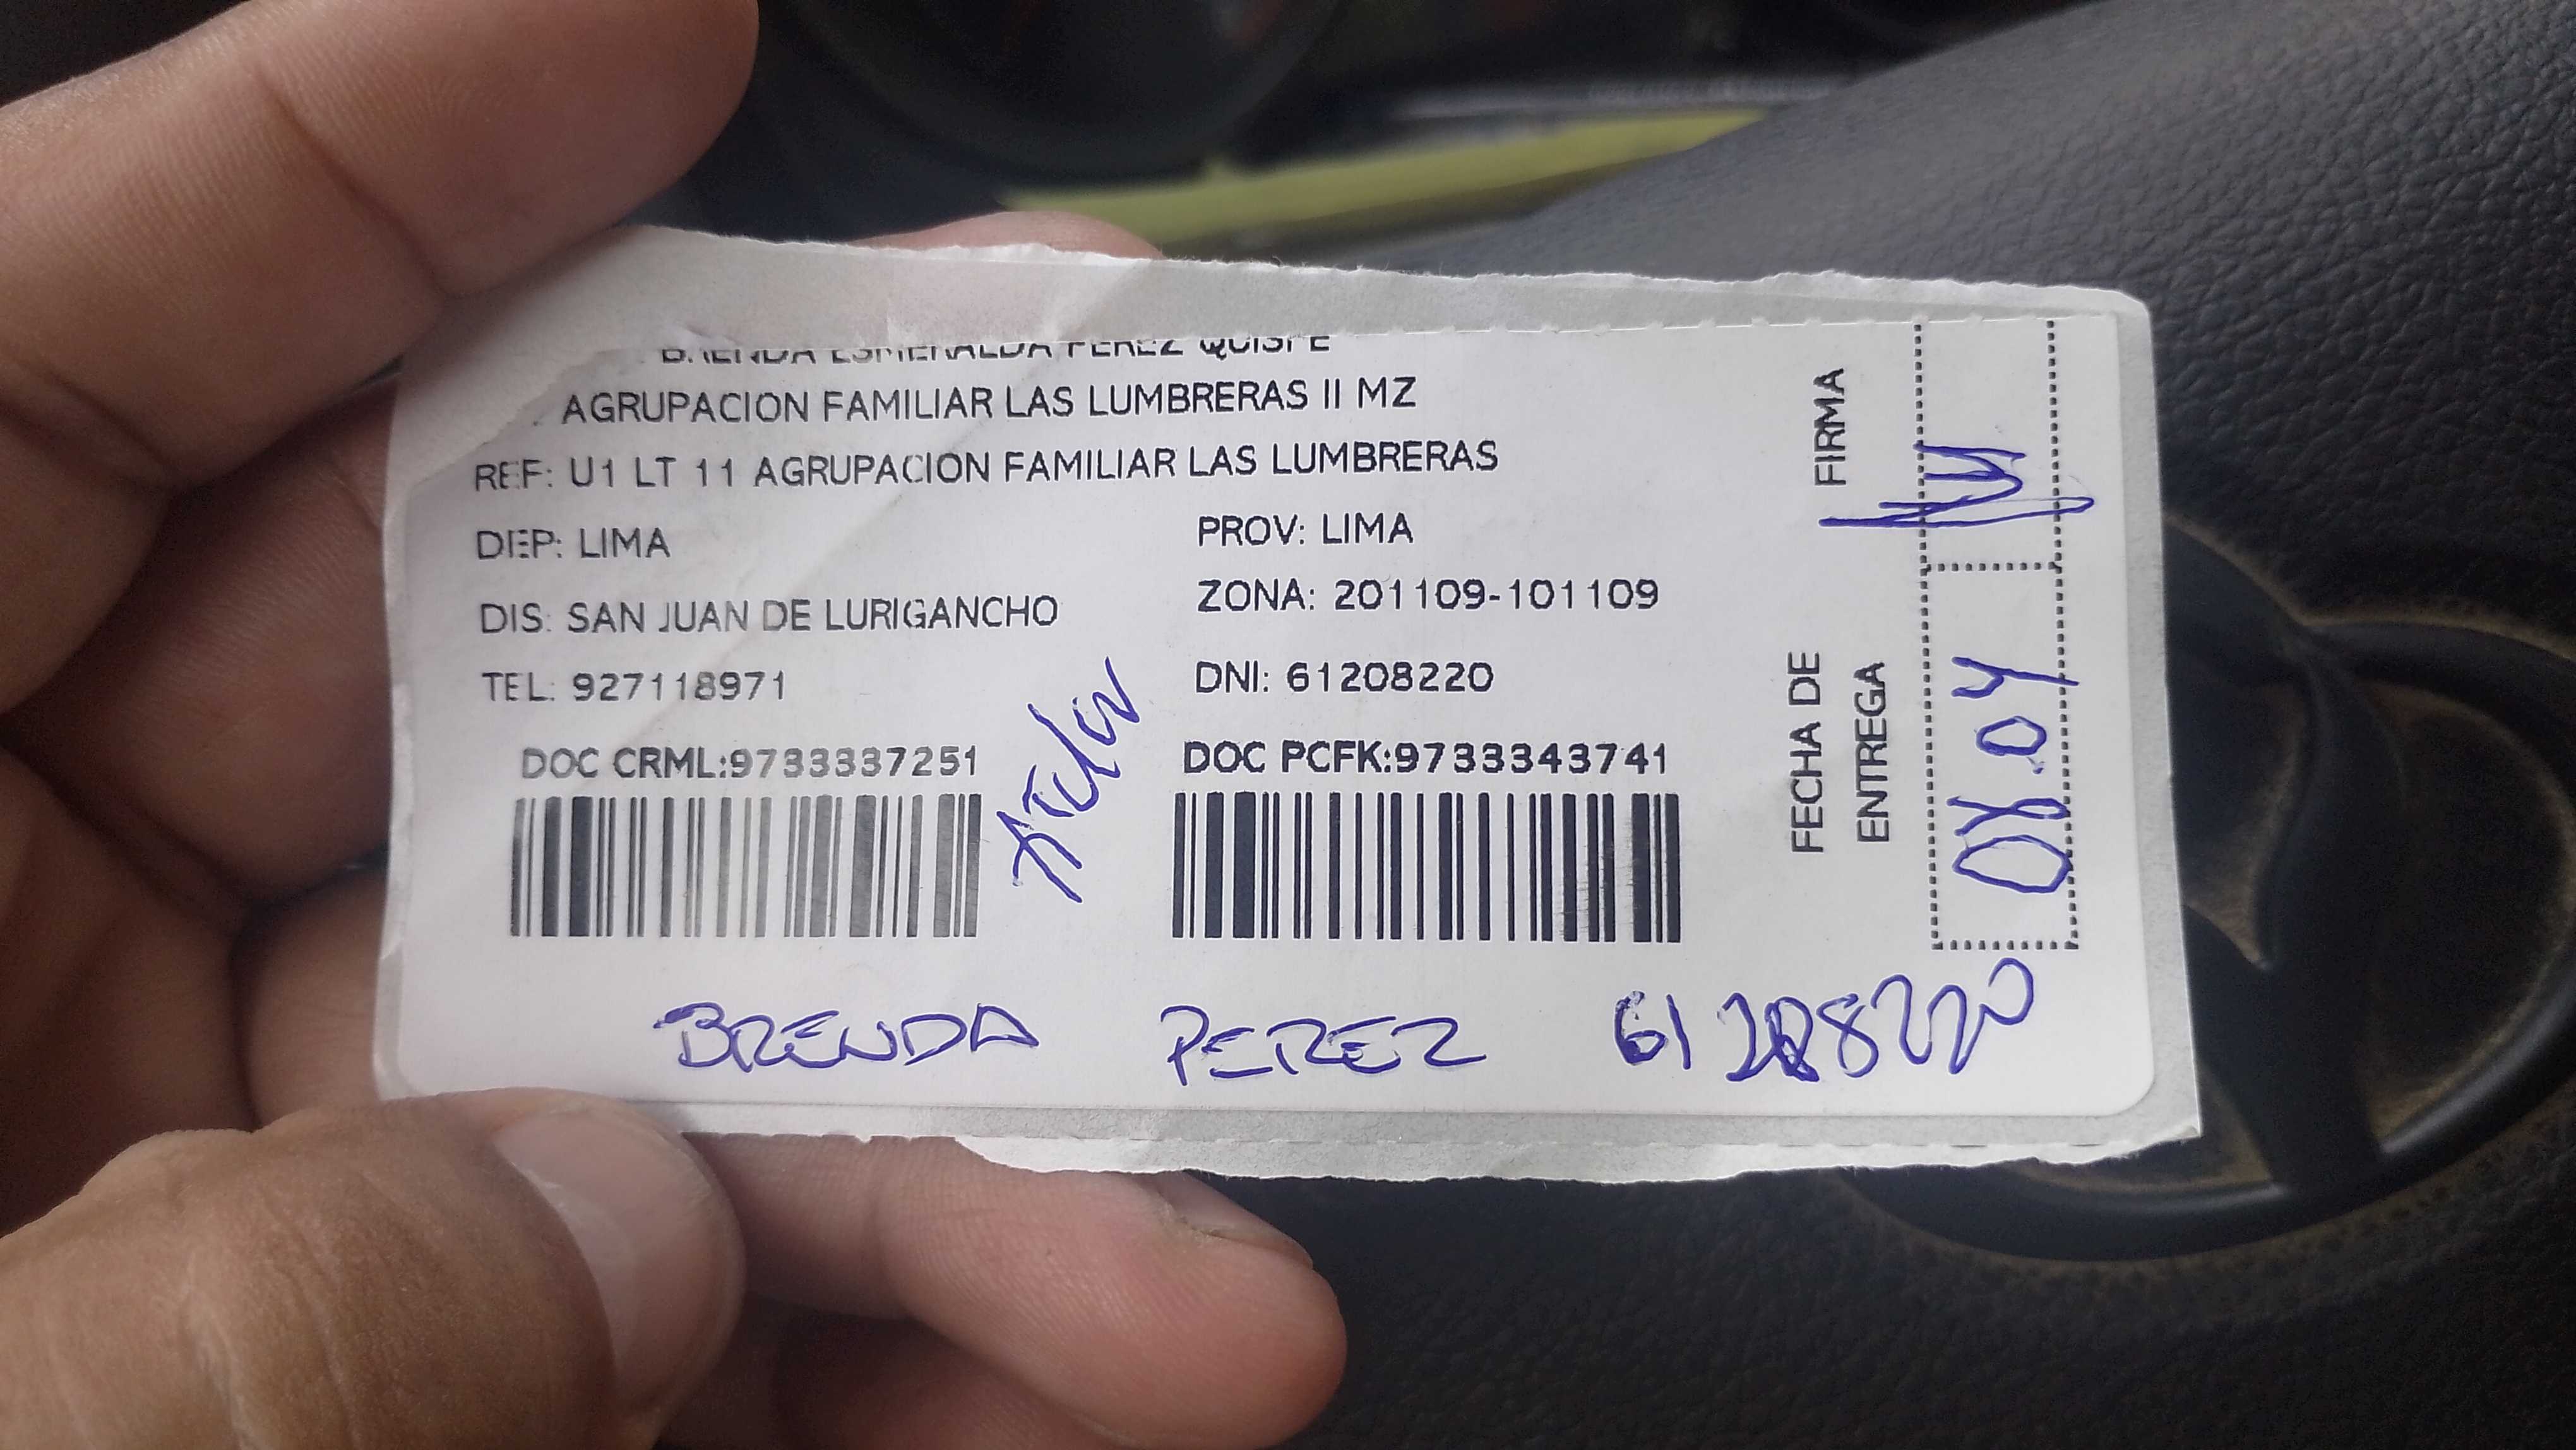 BRENDA ESMERALDA PEREZ QUISPE
AGRUPACION FAMILIAR LAS LUMBRERAS II MZ
REF: U1 LT 11 AGRUPACION FAMILIAR LAS LUMBRERAS
DEP: LIMA
PROV: LIMA
DIS: SAN JUAN DE LURIGANCHO
ZONA: 201109-101109
TEL: 927118971
DNI: 61208220
DOC CRML:9733337251
DOC PCFK:9733343741
FIRMA
FECHA DE
ENTREGA
08.04
BRENDA PEREZ 61208220